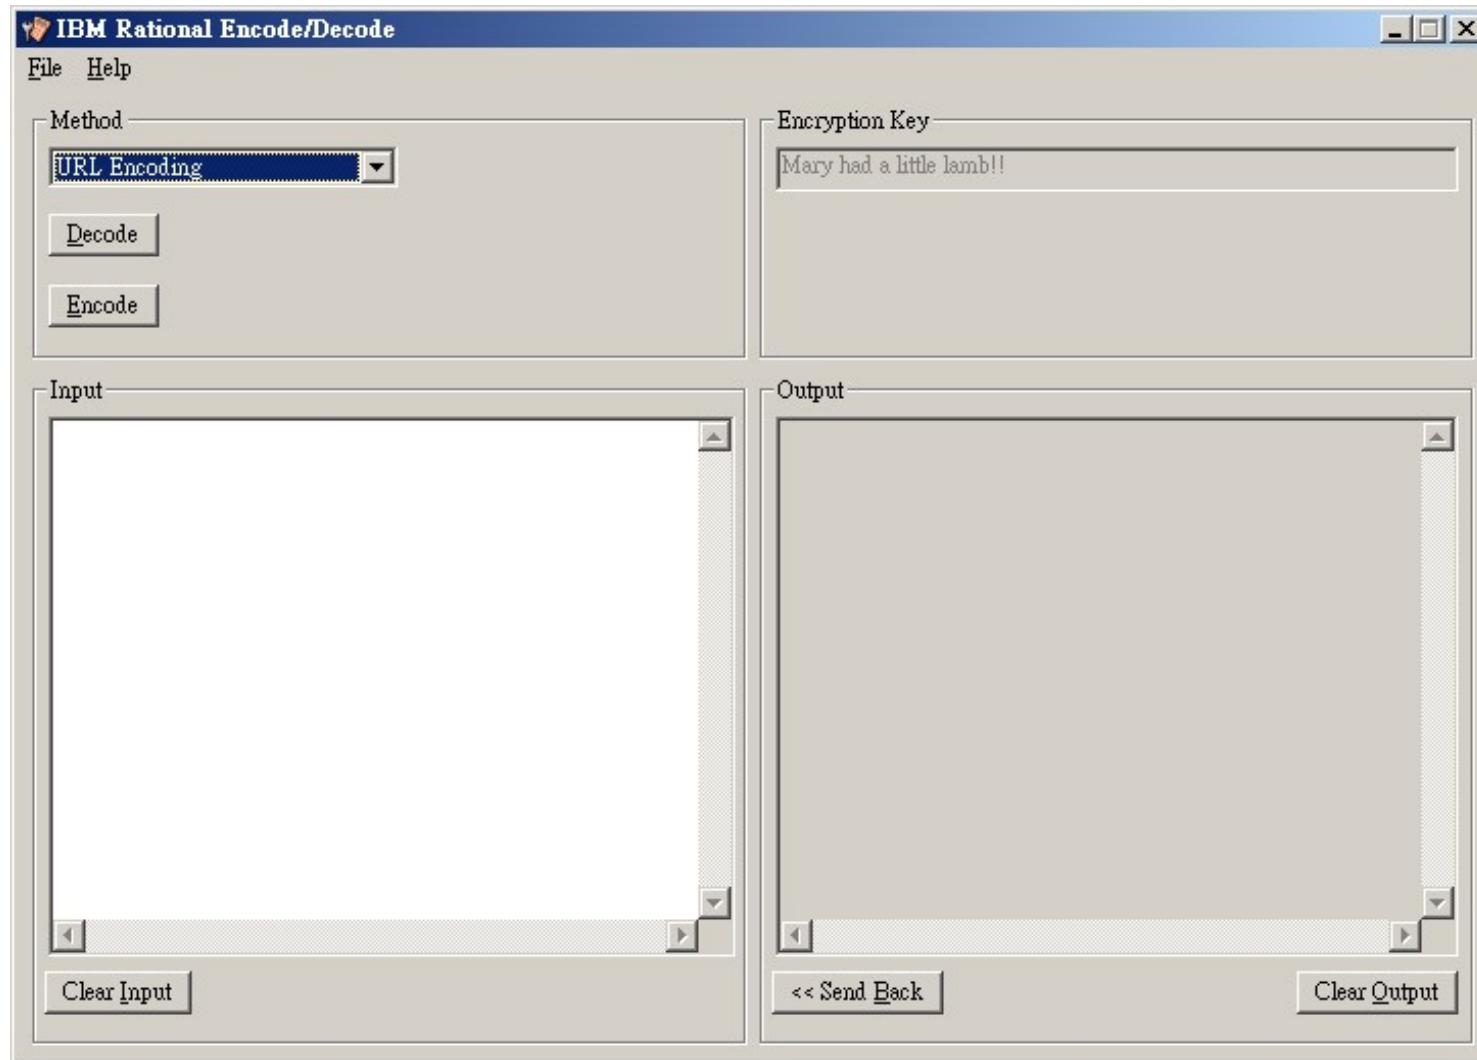 IBM Rational Encode/Decode
File Help
Method
URL Encoding
Decode
Encode
Encryption Key
Mary had a little lamb!!
Input
Clear Input
Output
<< Send Back
Clear Output